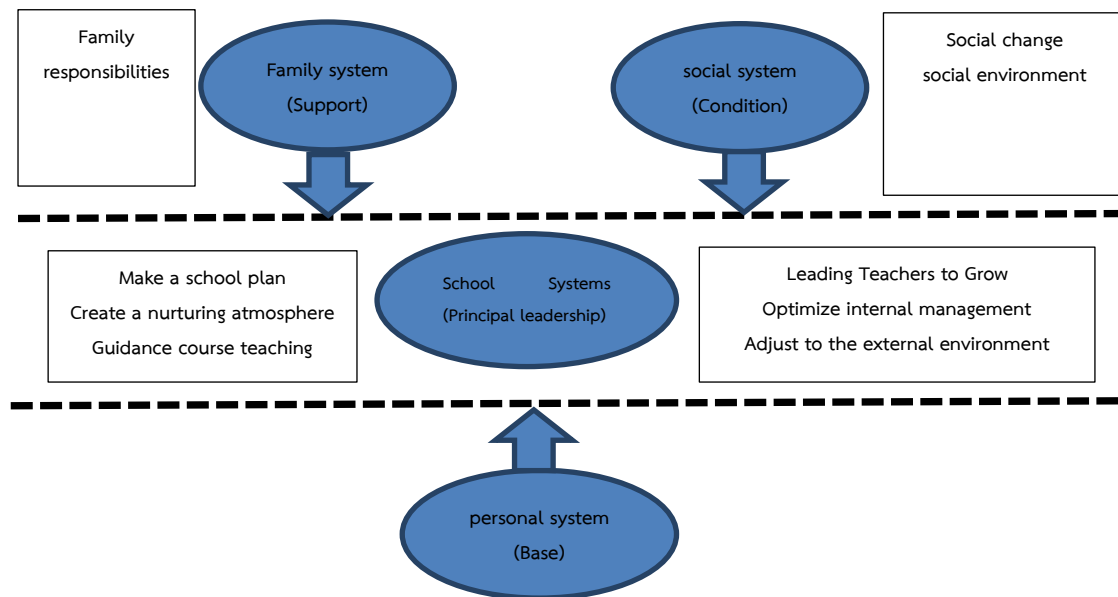 Family
responsibilities
Family system
(Support)
social system
(Condition)
Social change
social environment
Make a school plan
Create a nurturing atmosphere
Guidance course teaching
School Systems
(Principal leadership)
Leading Teachers to Grow
Optimize internal management
Adjust to the external environment
personal system
(Base)